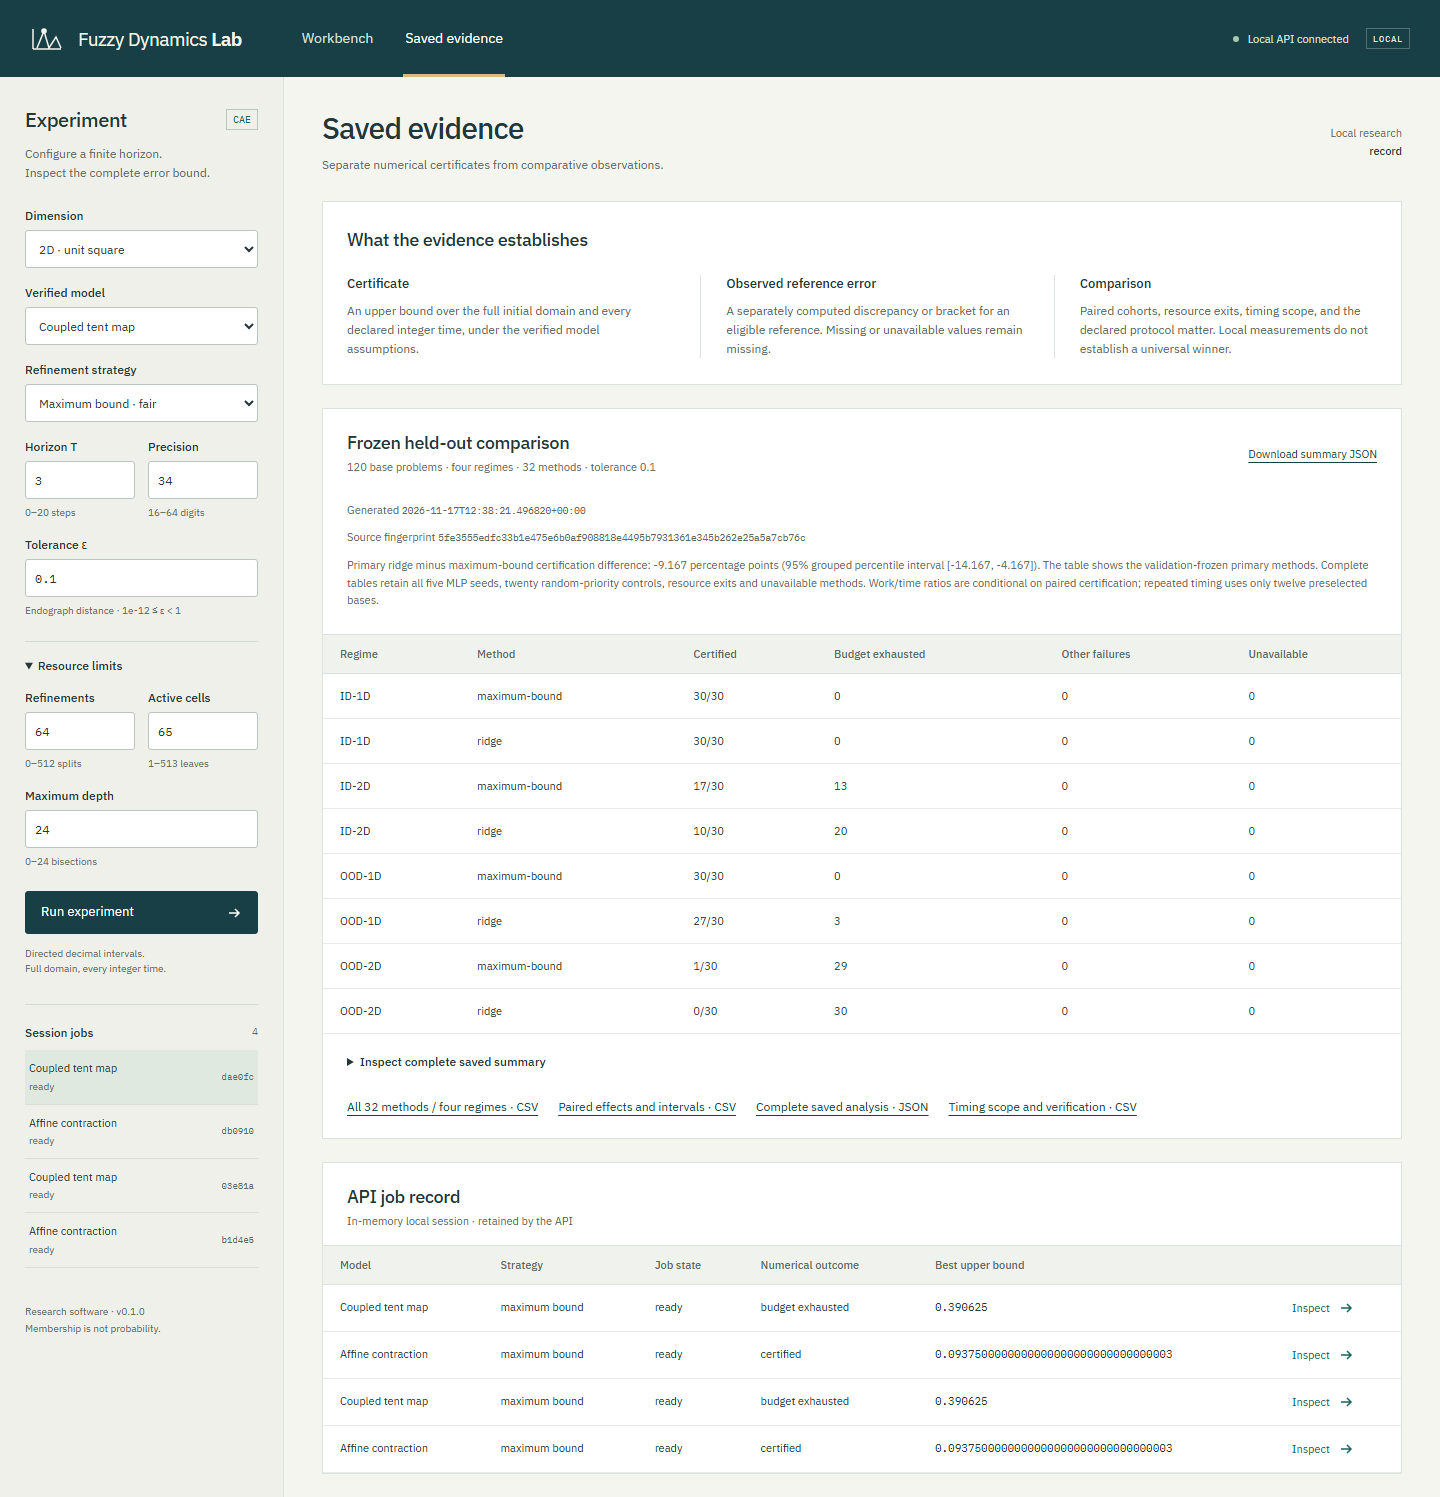 Fuzzy Dynamics Lab
Workbench
Saved evidence
Local API connected
LOCAL
Experiment
CAE
Configure a finite horizon.
Inspect the complete error bound.
Dimension
2D · unit square
Verified model
Coupled tent map
Refinement strategy
Maximum bound · fair
Horizon T
Precision
3
34
0–20 steps
16–64 digits
Tolerance ε
0.1
Endograph distance · 1e-12 ≤ ε < 1
▼ Resource limits
Refinements
Active cells
64
65
0–512 splits
1–513 leaves
Maximum depth
24
0–24 bisections
Run experiment →
Directed decimal intervals.
Full domain, every integer time.
Session jobs
4
Coupled tent map
ready
dae0fc
Affine contraction
ready
db0910
Coupled tent map
ready
03e81a
Affine contraction
ready
b1d4e5
Research software · v0.1.0
Membership is not probability.
Saved evidence
Separate numerical certificates from comparative observations.
Local research
record
What the evidence establishes
Certificate
An upper bound over the full initial domain and every
declared integer time, under the verified model
assumptions.
Observed reference error
A separately computed discrepancy or bracket for an
eligible reference. Missing or unavailable values remain
missing.
Comparison
Paired cohorts, resource exits, timing scope, and the
declared protocol matter. Local measurements do not
establish a universal winner.
Frozen held-out comparison
120 base problems · four regimes · 32 methods · tolerance 0.1
Download summary JSON
Generated 2026-11-17T12:38:21.496820+00:00
Source fingerprint 5fe3555edfc33b1e475e6b0af908818e4495b7931361e345b262e25a5a7cb76c
Primary ridge minus maximum-bound certification difference: -9.167 percentage points (95% grouped percentile interval [-14.167, -4.167]). The table shows the validation-frozen primary methods. Complete
tables retain all five MLP seeds, twenty random-priority controls, resource exits and unavailable methods. Work/time ratios are conditional on paired certification; repeated timing uses only twelve preselected
bases.
Regime Method Certified Budget exhausted Other failures Unavailable
ID-1D maximum-bound 30/30 0 0 0
ID-1D ridge 30/30 0 0 0
ID-2D maximum-bound 17/30 13 0 0
ID-2D ridge 10/30 20 0 0
OOD-1D maximum-bound 30/30 0 0 0
OOD-1D ridge 27/30 3 0 0
OOD-2D maximum-bound 1/30 29 0 0
OOD-2D ridge 0/30 30 0 0
▶ Inspect complete saved summary
All 32 methods / four regimes · CSV
Paired effects and intervals · CSV
Complete saved analysis · JSON
Timing scope and verification · CSV
API job record
In-memory local session · retained by the API
Model Strategy Job state Numerical outcome Best upper bound
Coupled tent map maximum bound ready budget exhausted 0.390625 Inspect →
Affine contraction maximum bound ready certified 0.09375000000000000000000000000000003 Inspect →
Coupled tent map maximum bound ready budget exhausted 0.390625 Inspect →
Affine contraction maximum bound ready certified 0.09375000000000000000000000000000003 Inspect →